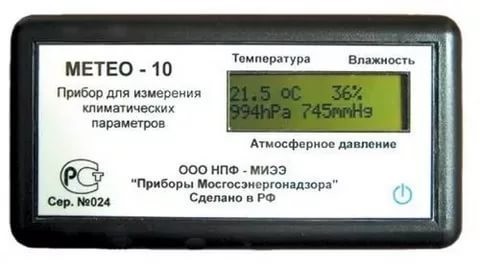 МЕТЕО - 10
Прибор для измерения
климатических
параметров
Температура Влажность
21.5 ºC 36%
994hPa 745mmHg
Атмосферное давление
РСТ
Сер. №024
ООО НПФ - МИЭЭ
"Приборы Мосгосэнергонадзора"
Сделано в РФ